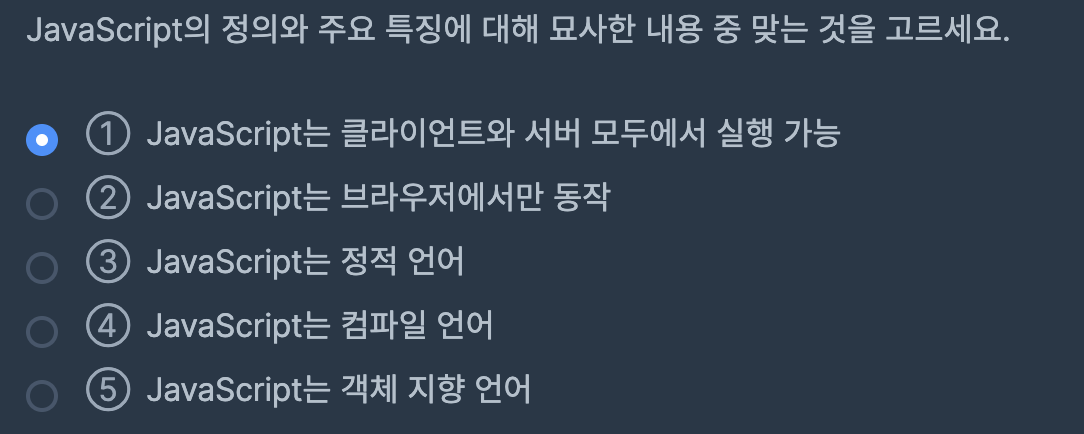 JavaScript의 정의와 주요 특징에 대해 묘사한 내용 중 맞는 것을 고르세요.
① JavaScript는 클라이언트와 서버 모두에서 실행 가능
② JavaScript는 브라우저에서만 동작
③ JavaScript는 정적 언어
④ JavaScript는 컴파일 언어
⑤ JavaScript는 객체 지향 언어